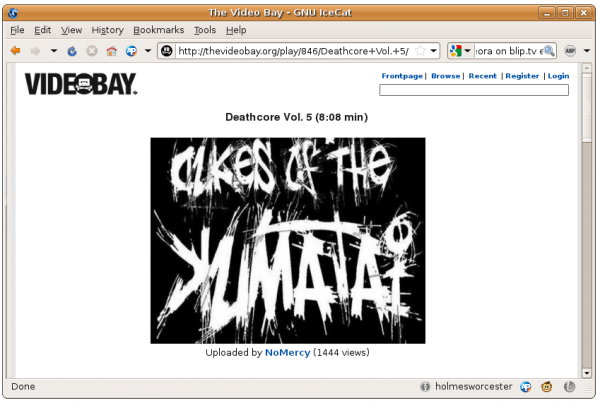 The Video Bay - GNU IceCat
File Edit View History Bookmarks Tools Help
http://thevideobay.org/play/846/Deathcore+Vol.+5/
ora on blip.tv
ABP
VIDEOBAY.
Frontpage | Browse | Recent | Register | Login
Deathcore Vol. 5 (8:08 min)
OF THE
Uploaded by NoMercy (1444 views)
Done
holmesworcester